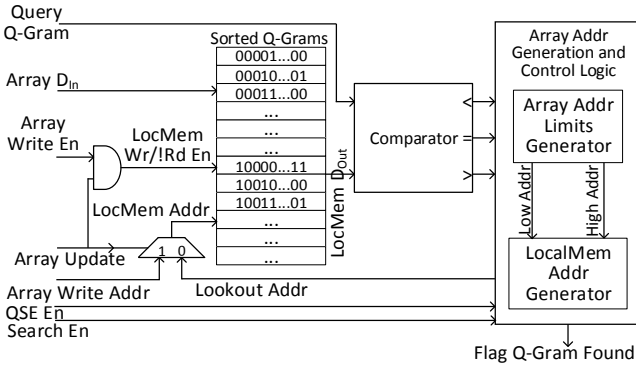 Query
Q-Gram
Array D_In
Array
Write En
LocMem
Wr/!Rd En
LocMem Addr
Array Update
1 0
Array Write Addr
Lookout Addr
QSE En
Search En
Sorted Q-Grams
00001...00
00010...01
00011...00
...
...
...
10000...11
10010...00
10011...01
...
...
...
LocMem D_Out
Comparator
<
=
>
Array Addr
Generation and
Control Logic
Array Addr
Limits
Generator
Low Addr
High Addr
LocalMem
Addr
Generator
Flag Q-Gram Found